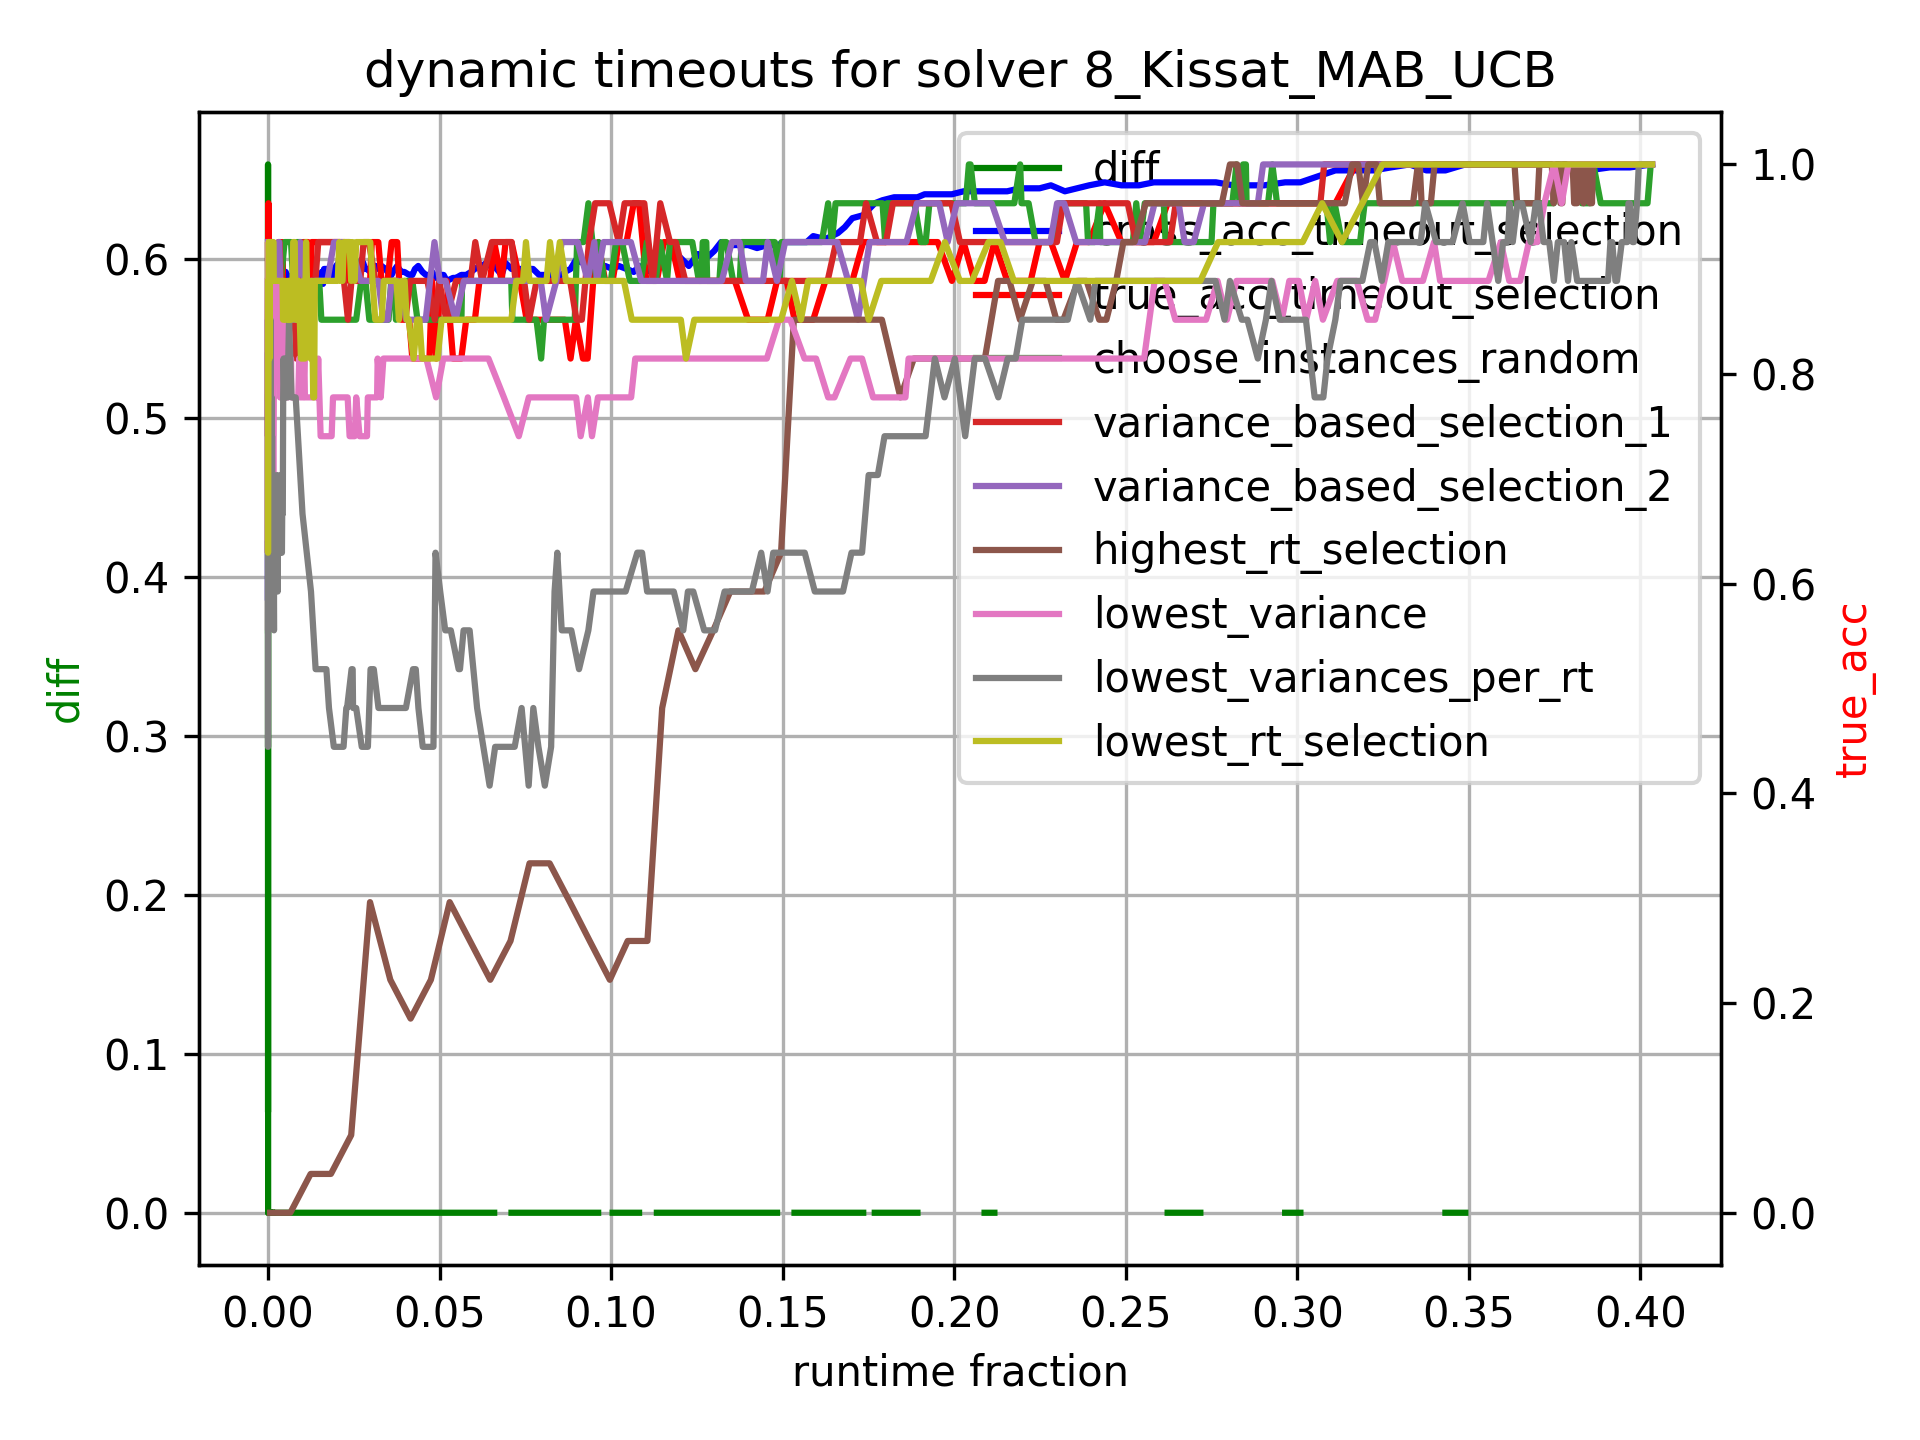 dynamic timeouts for solver 8_Kissat_MAB_UCB
diff
cross_acc_timeout_selection
true_acc_timeout_selection
choose_instances_random
variance_based_selection_1
variance_based_selection_2
highest_rt_selection
lowest_variance
lowest_variances_per_rt
lowest_rt_selection
0.6
0.5
0.4
0.3
0.2
0.1
0.0
diff
1.0
0.8
0.6
0.4
0.2
0.0
true_acc
0.00 0.05 0.10 0.15 0.20 0.25 0.30 0.35 0.40
runtime fraction